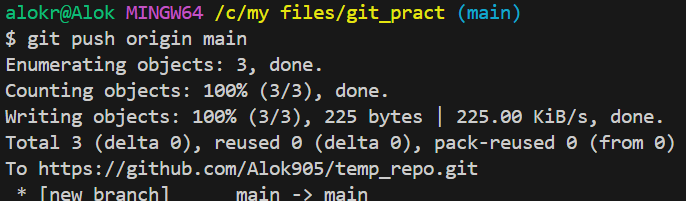 alokr@Alok MINGW64 /c/my files/git_pract (main)
$ git push origin main
Enumerating objects: 3, done.
Counting objects: 100% (3/3), done.
Writing objects: 100% (3/3), 225 bytes | 225.00 KiB/s, done.
Total 3 (delta 0), reused 0 (delta 0), pack-reused 0 (from 0)
To https://github.com/Alok905/temp_repo.git
 * [new branch]      main -> main